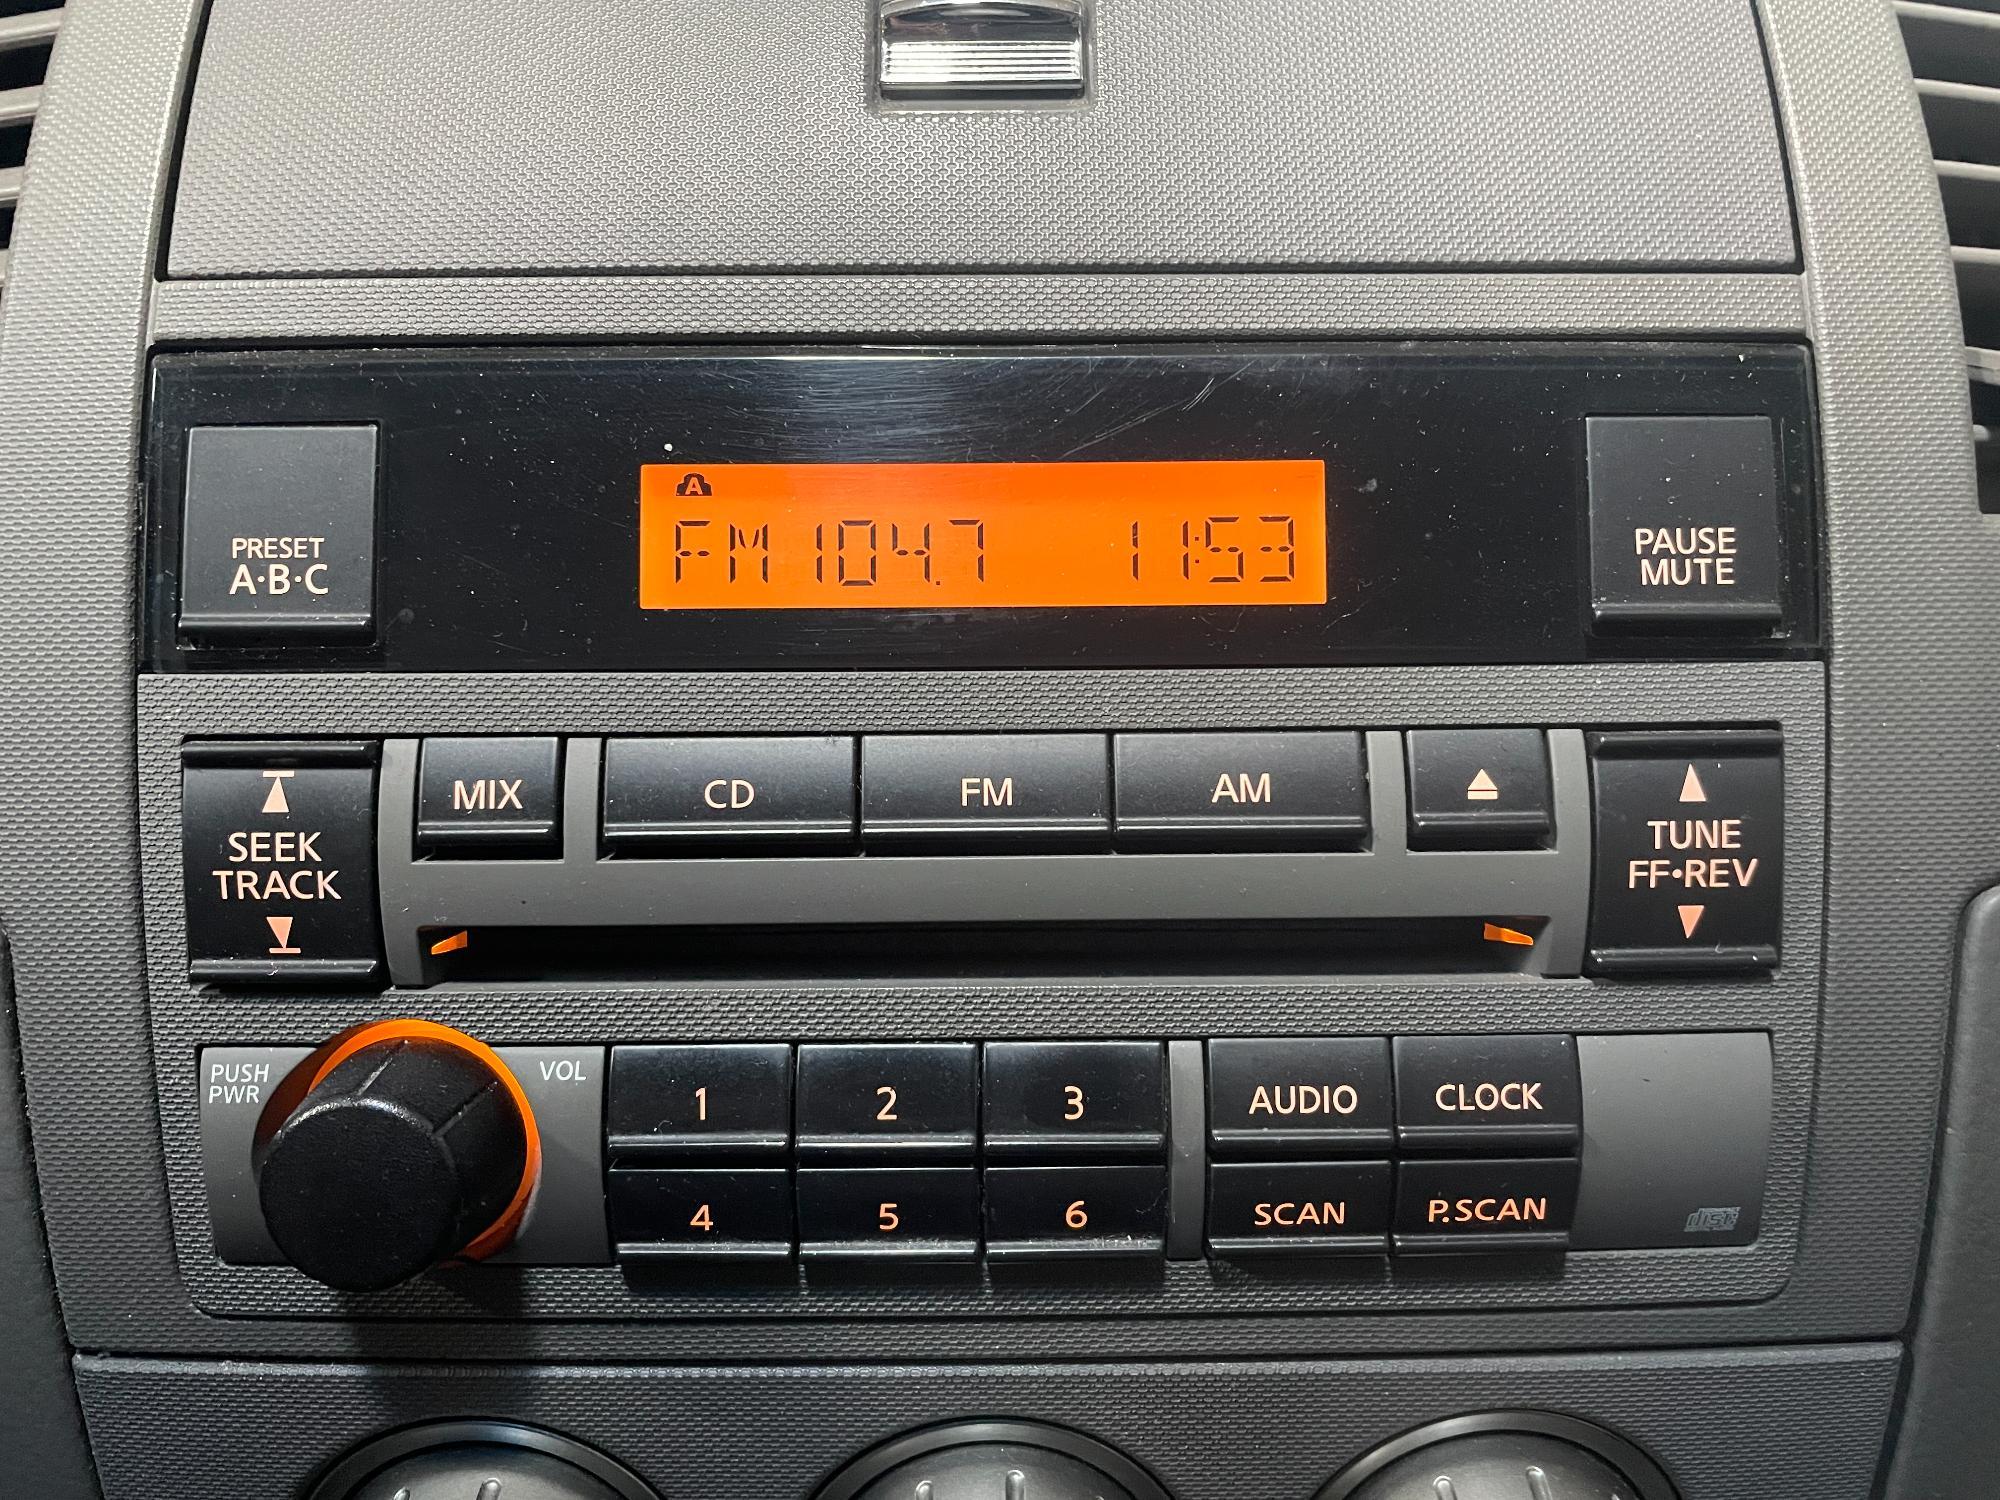 A
FM 104.7 11:53
PRESET
A·B·C
PAUSE
MUTE
MIX CD FM AM
SEEK
TRACK
TUNE
FF·REV
PUSH
PWR
VOL
1 2 3
AUDIO CLOCK
4 5 6
SCAN P.SCAN
disc